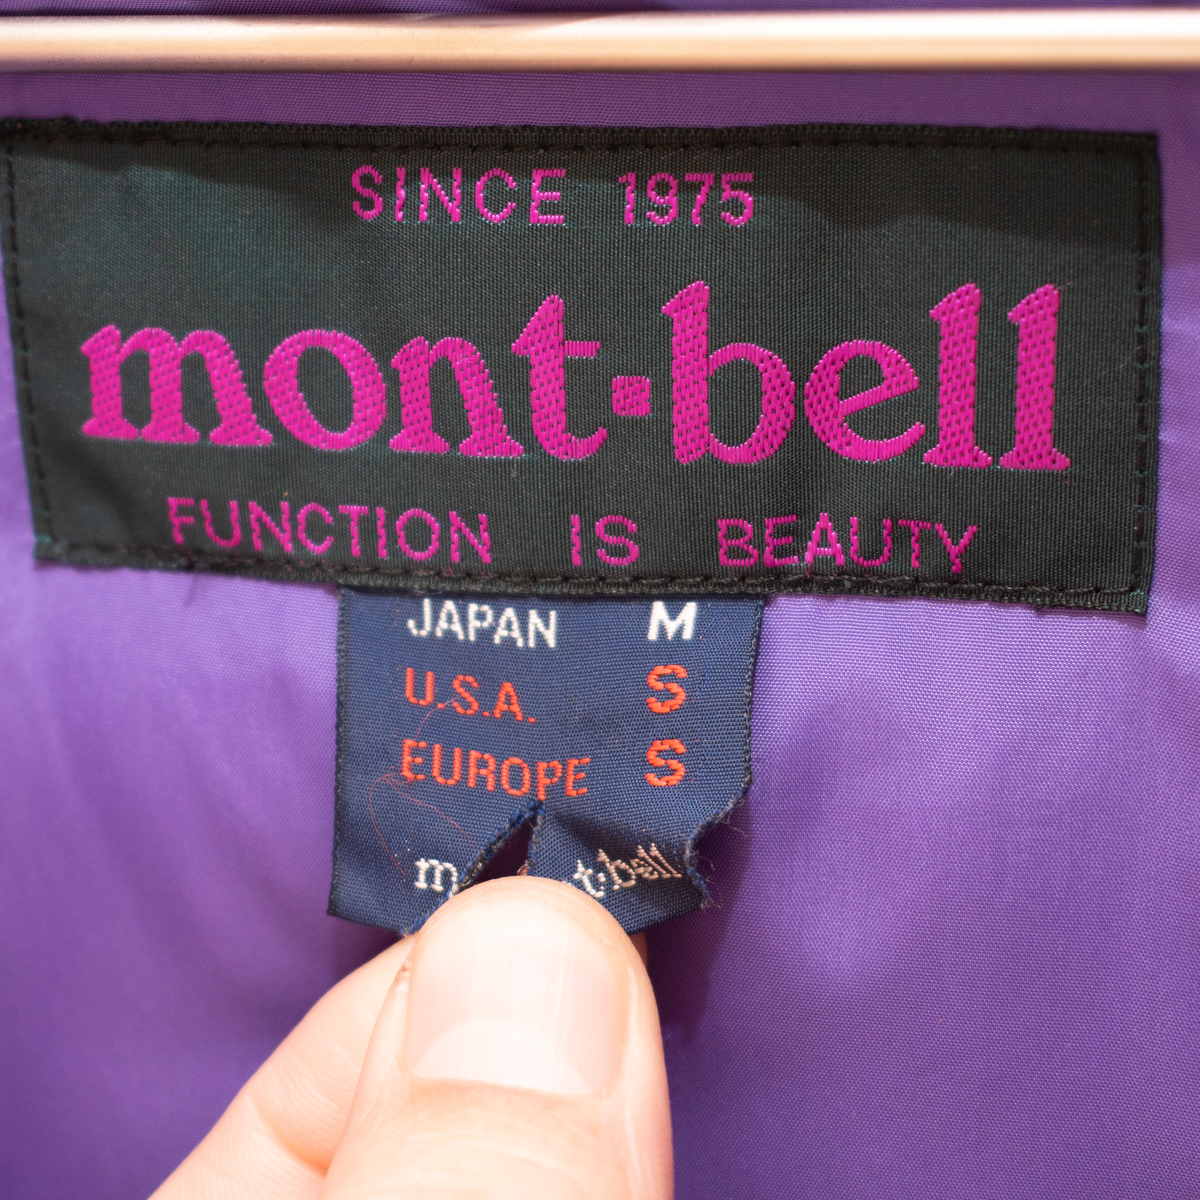 SINCE 1975
mont·bell
FUNCTION IS BEAUTY
JAPAN M
U.S.A. S
EUROPE S